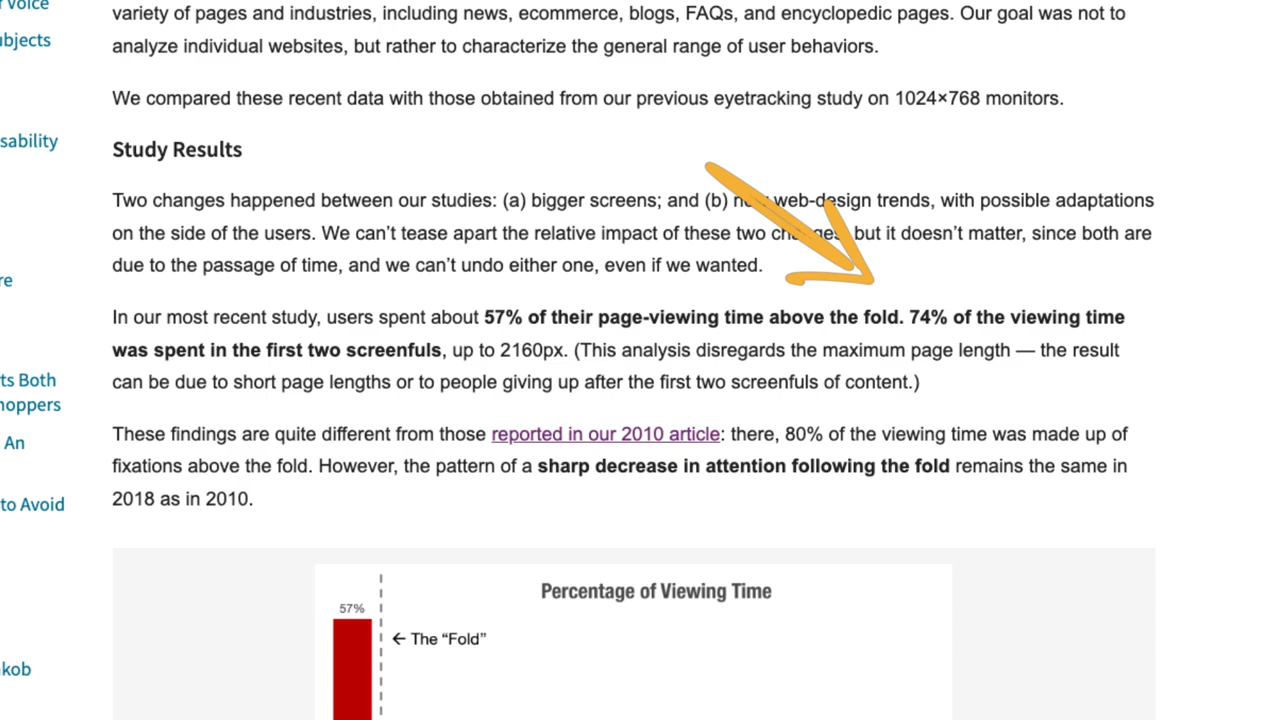 r Voice
variety of pages and industries, including news, ecommerce, blogs, FAQs, and encyclopedic pages. Our goal was not to
ubjects
analyze individual websites, but rather to characterize the general range of user behaviors.
We compared these recent data with those obtained from our previous eyetracking study on 1024×768 monitors.
sability
Study Results
Two changes happened between our studies: (a) bigger screens; and (b) new web-design trends, with possible adaptations
on the side of the users. We can’t tease apart the relative impact of these two changes, but it doesn’t matter, since both are
due to the passage of time, and we can’t undo either one, even if we wanted.
re
In our most recent study, users spent about 57% of their page-viewing time above the fold. 74% of the viewing time
was spent in the first two screenfuls, up to 2160px. (This analysis disregards the maximum page length — the result
can be due to short page lengths or to people giving up after the first two screenfuls of content.)
ts Both
hoppers
An
These findings are quite different from those reported in our 2010 article: there, 80% of the viewing time was made up of
fixations above the fold. However, the pattern of a sharp decrease in attention following the fold remains the same in
2018 as in 2010.
to Avoid
Percentage of Viewing Time
57%
← The “Fold”
kob